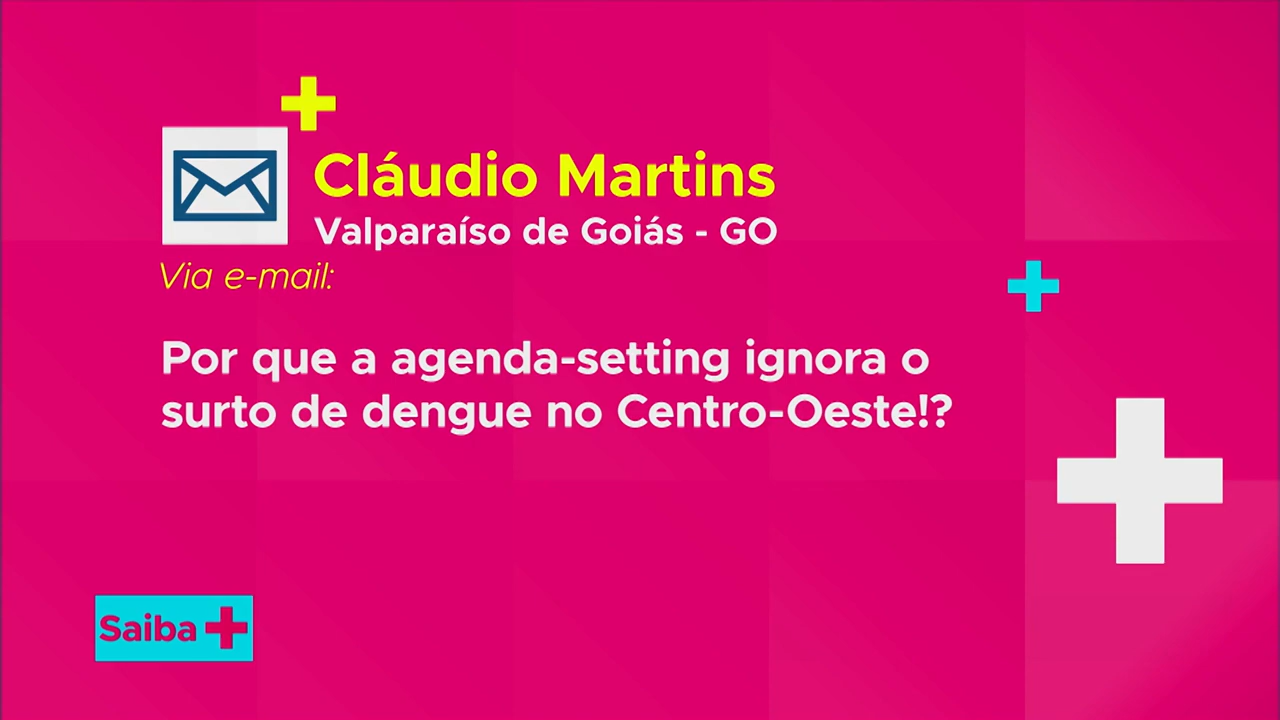 Cláudio Martins
Valparaíso de Goiás - GO
Via e-mail:
Por que a agenda-setting ignora o
surto de dengue no Centro-Oeste!?
Saiba+